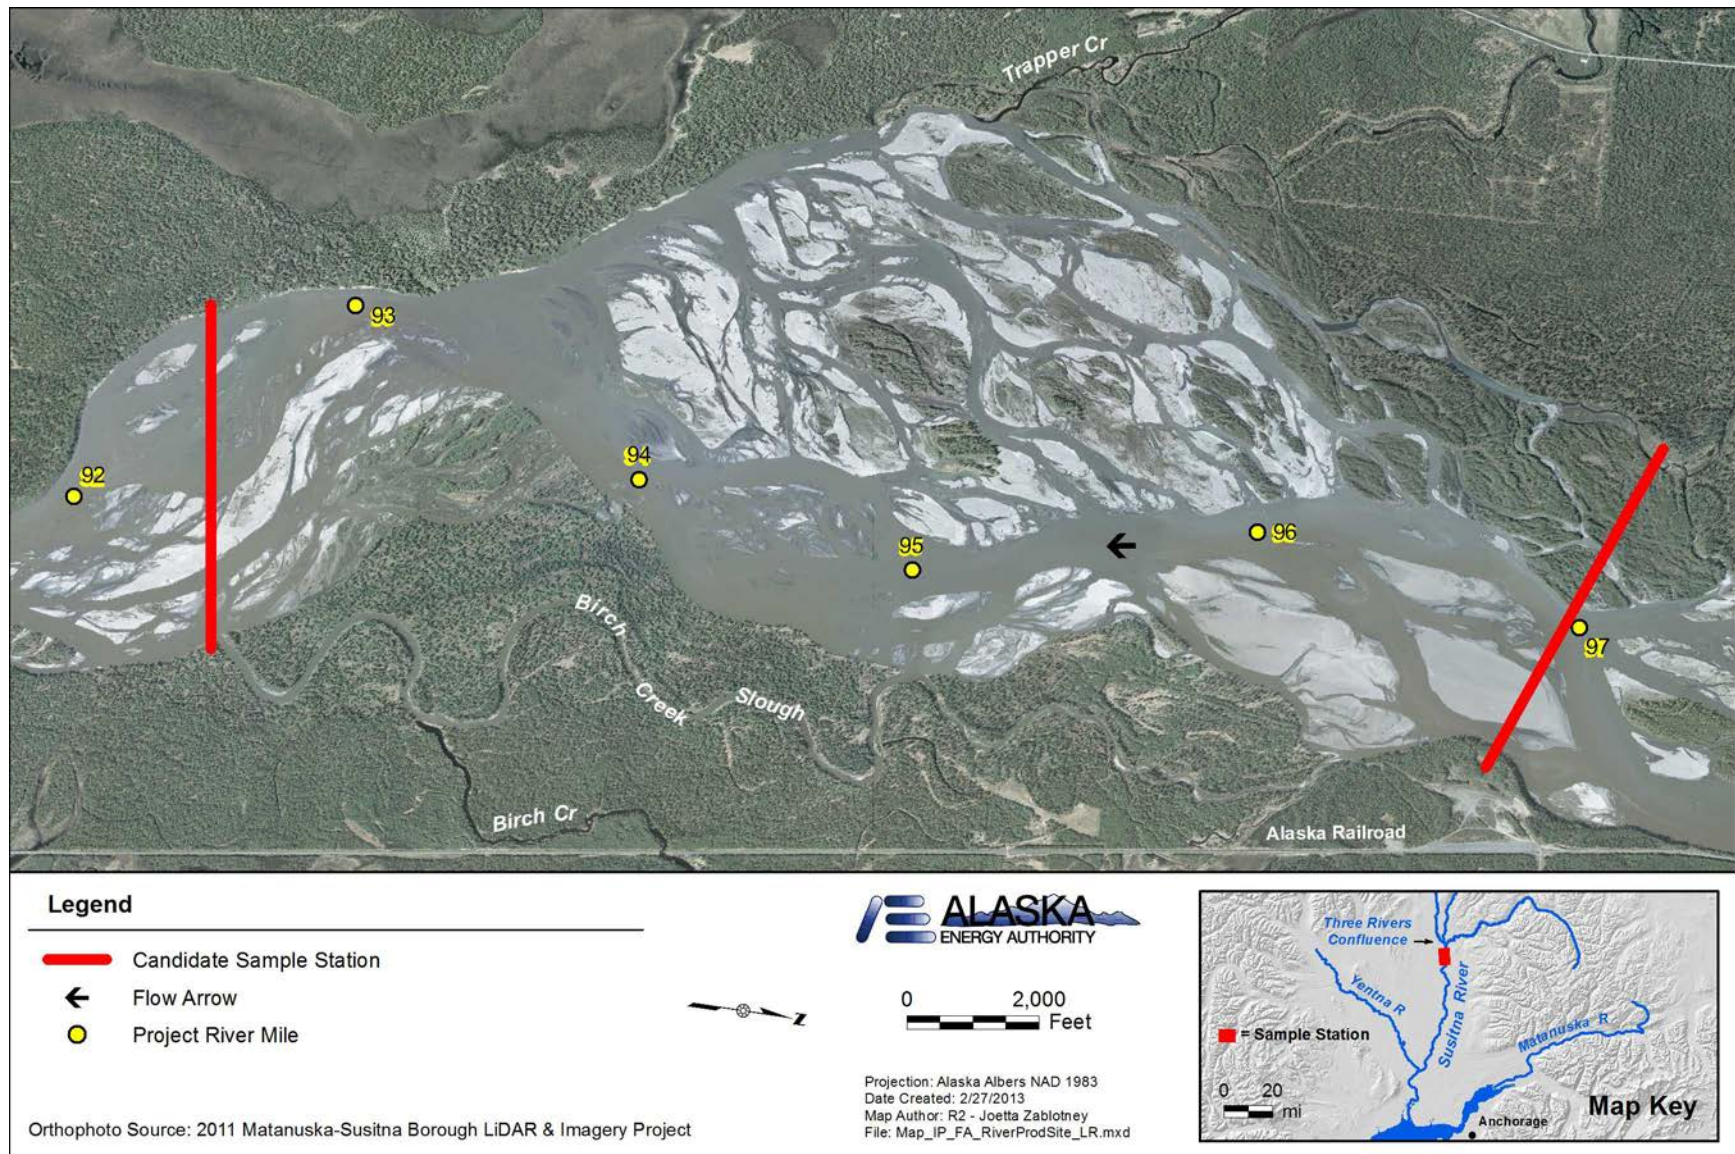 Trapper Cr
93
92
94
95
96
97
Birch
Creek
Slough
Birch Cr
Alaska Railroad
Legend
Candidate Sample Station
Flow Arrow
Project River Mile
Orthophoto Source: 2011 Matanuska-Susitna Borough LiDAR & Imagery Project
N
ALASKA
ENERGY AUTHORITY
0 2,000
Feet
Projection: Alaska Albers NAD 1983
Date Created: 2/27/2013
Map Author: R2 - Joetta Zablotney
File: Map_IP_FA_RiverProdSite_LR.mxd
Three Rivers
Confluence
Yentna R
Susitna River
Matanuska R
= Sample Station
0 20
mi
Anchorage
Map Key